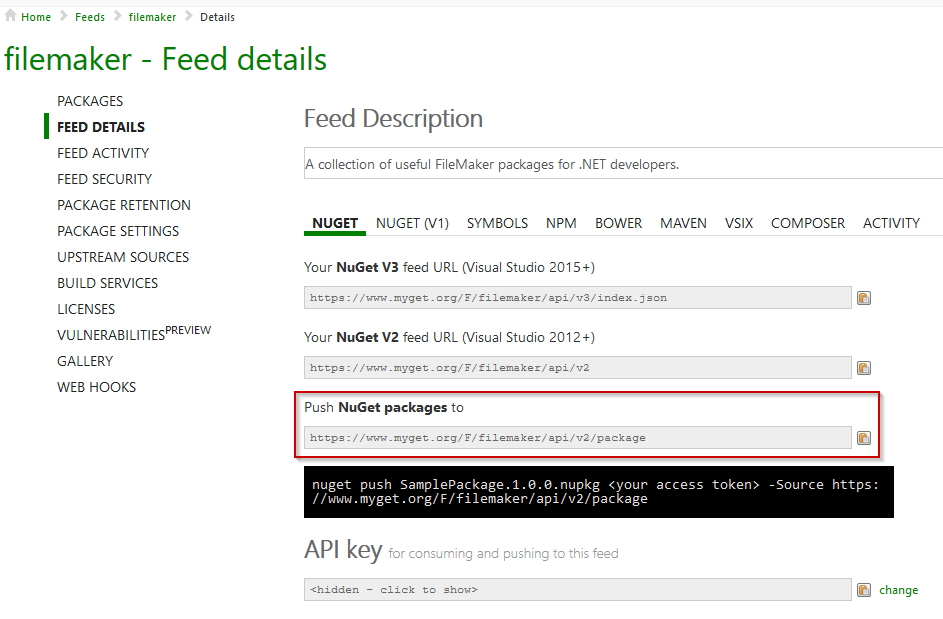 Home Feeds filemaker Details
filemaker - Feed details
PACKAGES
FEED DETAILS
FEED ACTIVITY
FEED SECURITY
PACKAGE RETENTION
PACKAGE SETTINGS
UPSTREAM SOURCES
BUILD SERVICES
LICENSES
VULNERABILITIESPREVIEW
GALLERY
WEB HOOKS
Feed Description
A collection of useful FileMaker packages for .NET developers.
NUGET NUGET (V1) SYMBOLS NPM BOWER MAVEN VSIX COMPOSER ACTIVITY
Your NuGet V3 feed URL (Visual Studio 2015+)
https://www.myget.org/F/filemaker/api/v3/index.json
Your NuGet V2 feed URL (Visual Studio 2012+)
https://www.myget.org/F/filemaker/api/v2
Push NuGet packages to
https://www.myget.org/F/filemaker/api/v2/package
nuget push SamplePackage.1.0.0.nupkg <your access token> -Source https:
//www.myget.org/F/filemaker/api/v2/package
API key for consuming and pushing to this feed
<hidden - click to show> change